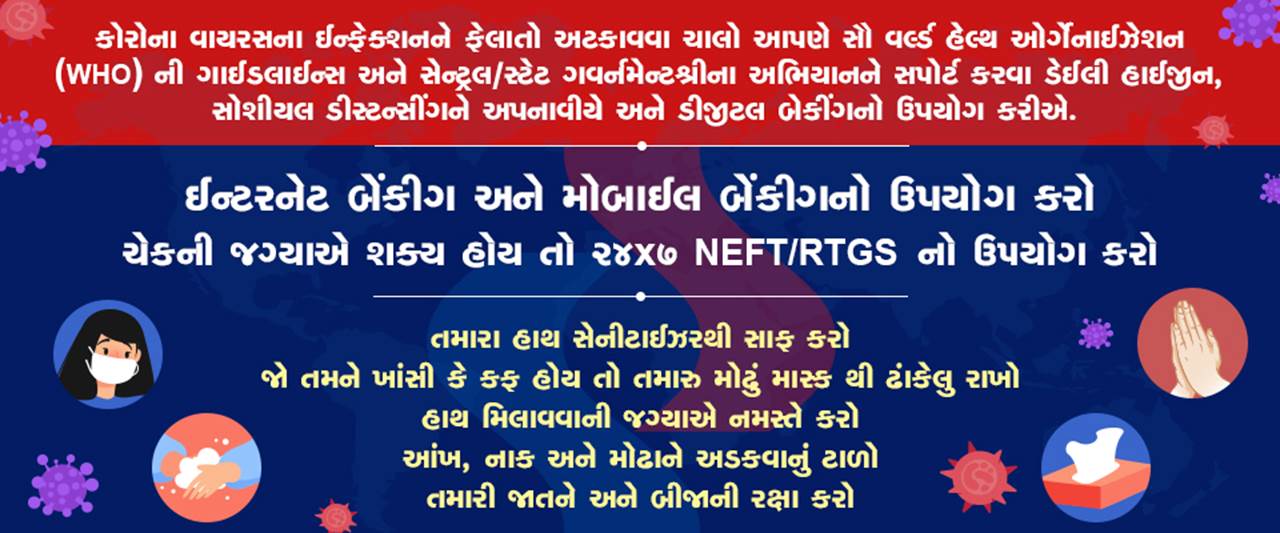 કોરોના વાયરસના ઈન્ફેક્શનને ફેલાતો અટકાવવા ચાલો આપણે સૌ વર્લ્ડ હેલ્થ ઓર્ગેનાઈઝેશન
(WHO) ની ગાઈડલાઈન્સ અને સેન્ટ્રલ/સ્ટેટ ગવર્નમેન્ટશ્રીના અભિયાનને સપોર્ટ કરવા ડેઈલી હાઈજીન,
સોશીયલ ડીસ્ટન્સીંગને અપનાવીયે અને ડીજીટલ બેકીંગનો ઉપયોગ કરીએ.
ઈન્ટરનેટ બેંકીગ અને મોબાઈલ બેંકીગનો ઉપયોગ કરો
ચેકની જગ્યાએ શક્ય હોય તો ૨૪x૭ NEFT/RTGS નો ઉપયોગ કરો
તમારા હાથ સેનીટાઈઝરથી સાફ કરો
જો તમને ખાંસી કે કફ હોય તો તમારુ મોઢું માસ્ક થી ઢાંકેલુ રાખો
હાથ મિલાવવાની જગ્યાએ નમસ્તે કરો
આંખ, નાક અને મોઢાને અડકવાનું ટાળો
તમારી જાતને અને બીજાની રક્ષા કરો